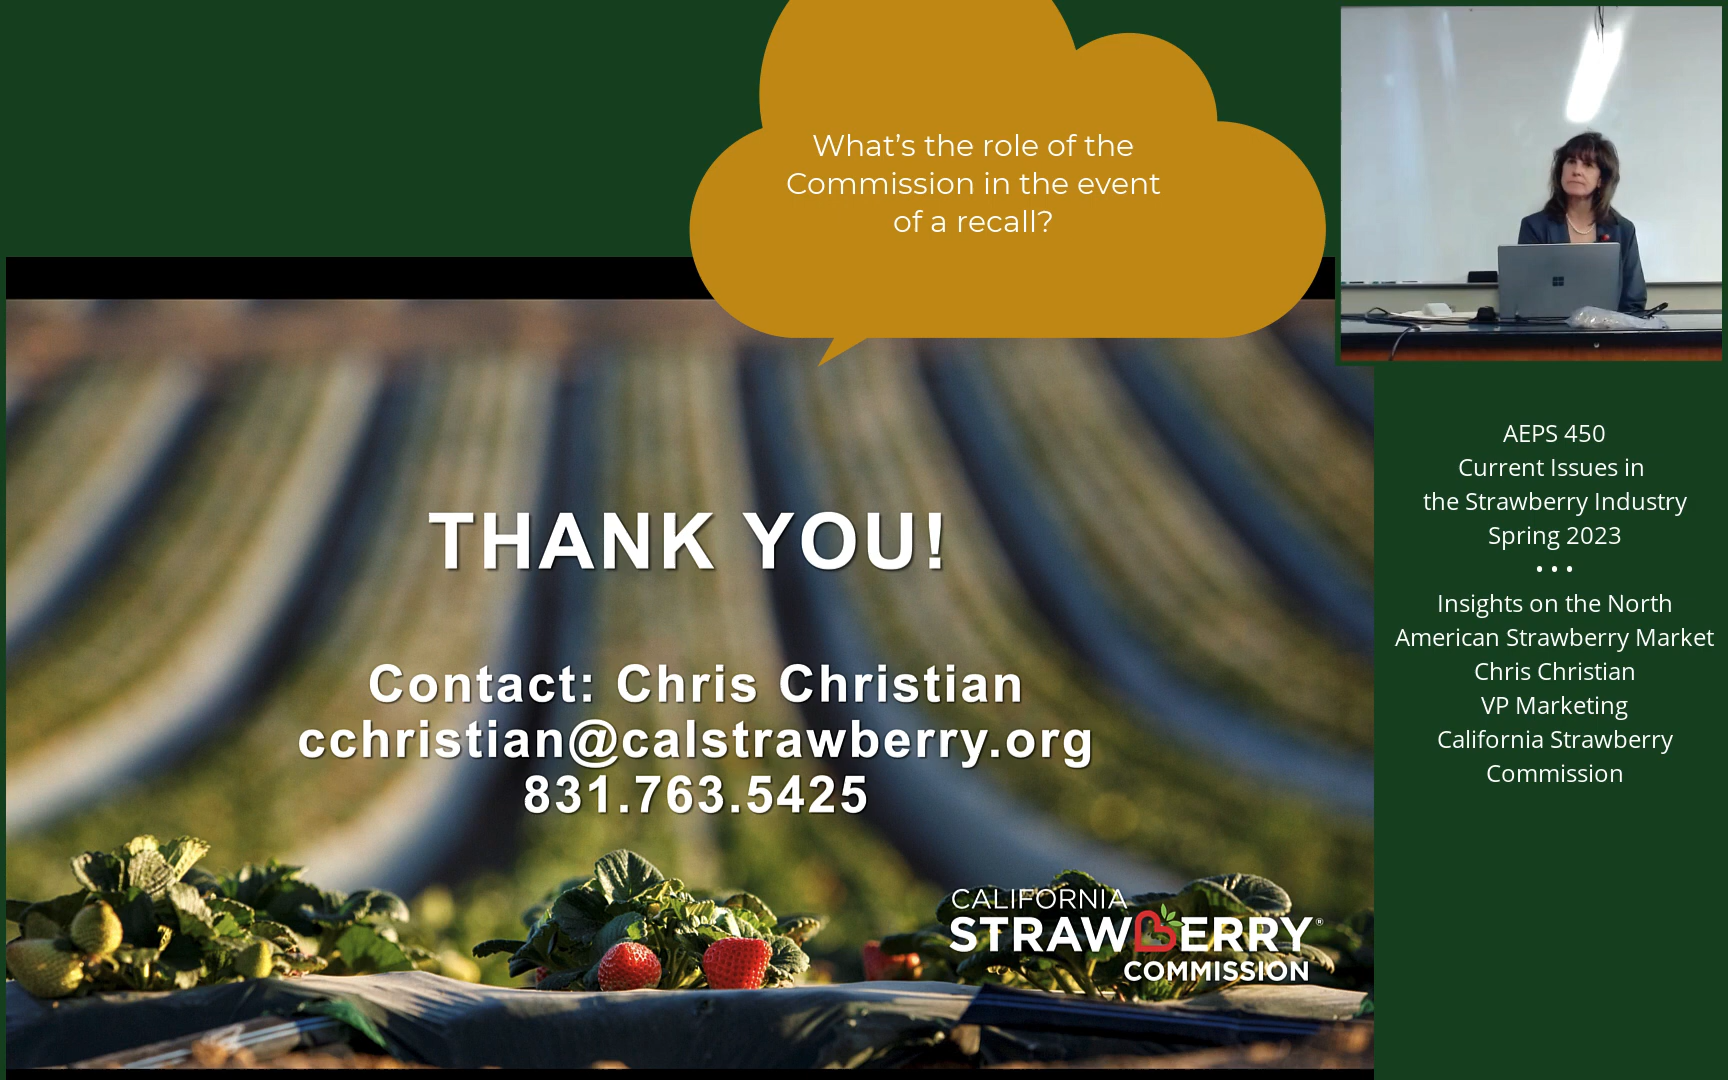 What's the role of the
Commission in the event
of a recall?
THANK YOU!
Contact: Chris Christian
cchristian@calstrawberry.org
831.763.5425
CALIFORNIA
STRAWBERRY®
COMMISSION
AEPS 450
Current Issues in
the Strawberry Industry
Spring 2023
• • •
Insights on the North
American Strawberry Market
Chris Christian
VP Marketing
California Strawberry
Commission